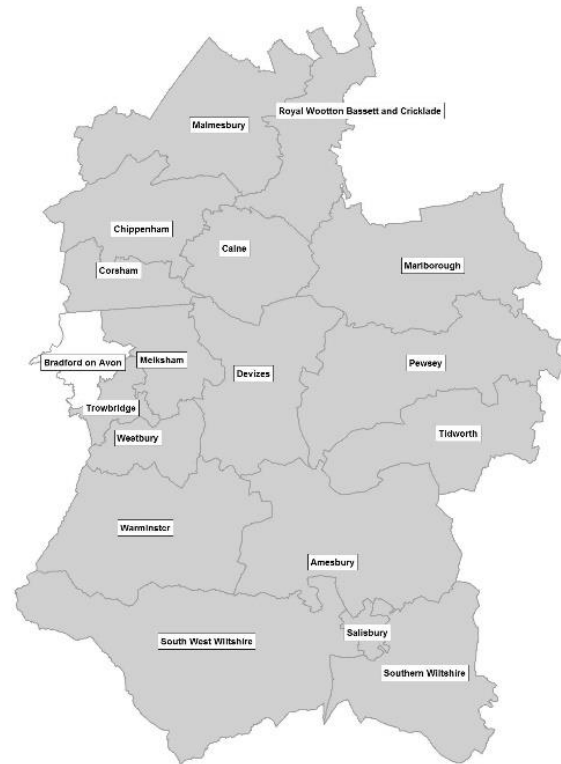 Royal Wootton Bassett and Cricklade
Malmesbury
Chippenham
Calne
Corsham
Marlborough
Bradford on Avon
Melksham
Devizes
Pewsey
Trowbridge
Westbury
Tidworth
Warminster
Amesbury
Salisbury
South West Wiltshire
Southern Wiltshire